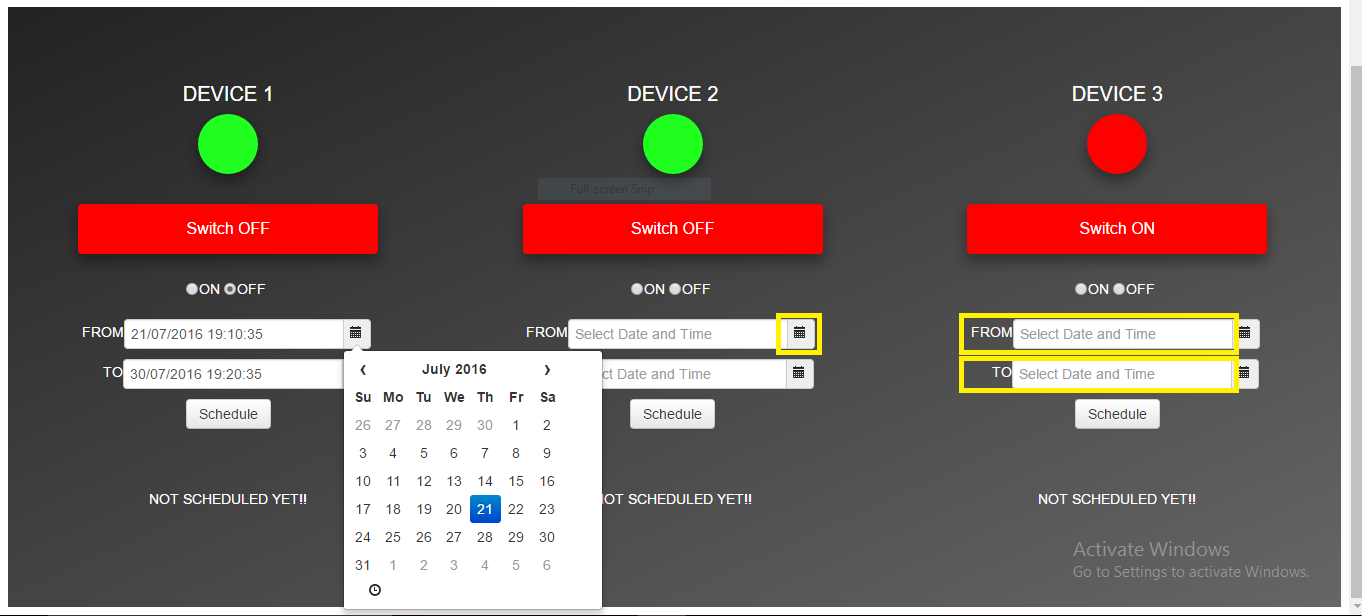 DEVICE 1
DEVICE 2
DEVICE 3
Full-screen Snip
Switch OFF
Switch OFF
Switch ON
ON OFF
ON OFF
ON OFF
FROM 21/07/2016 19:10:35
FROM Select Date and Time
FROM Select Date and Time
TO 30/07/2016 19:20:35
ct Date and Time
TO Select Date and Time
‹ July 2016 ›
Su Mo Tu We Th Fr Sa
26 27 28 29 30 1 2
3 4 5 6 7 8 9
10 11 12 13 14 15 16
17 18 19 20 21 22 23
24 25 26 27 28 29 30
31 1 2 3 4 5 6
Schedule
Schedule
Schedule
NOT SCHEDULED YET!!
OT SCHEDULED YET!!
NOT SCHEDULED YET!!
Activate Windows
Go to Settings to activate Windows.